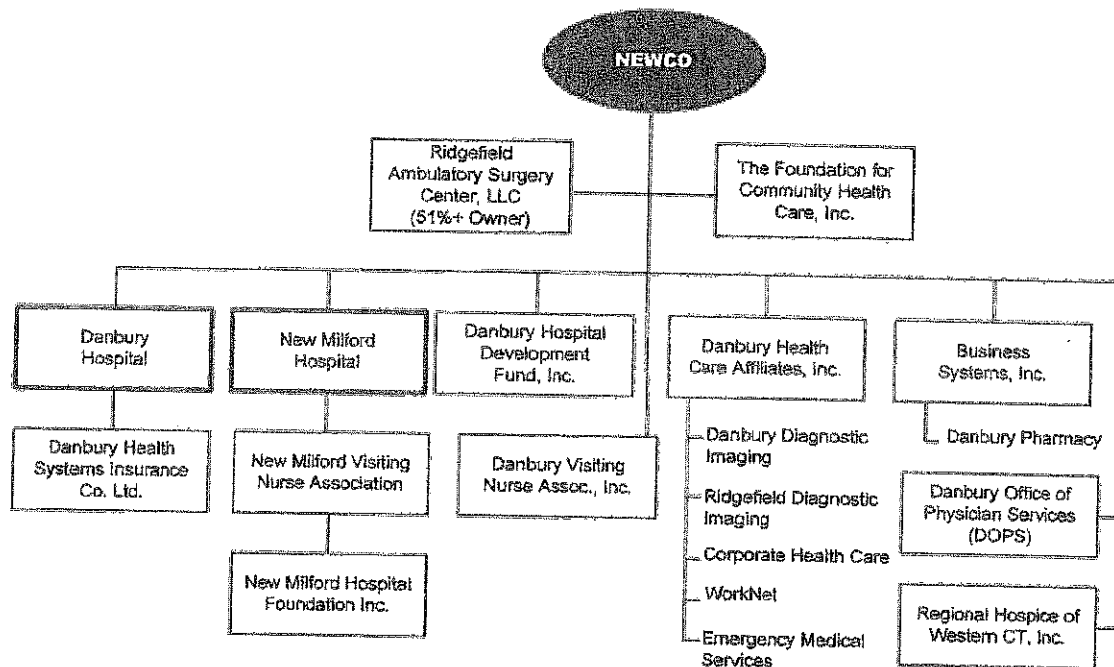 NEWCO
Ridgefield
Ambulatory Surgery
Center, LLC
(51%+ Owner)
The Foundation for
Community Health
Care, Inc.
Danbury
Hospital
New Milford
Hospital
Danbury Hospital
Development
Fund, Inc.
Danbury Health
Care Affiliates, Inc.
Business
Systems, Inc.
Danbury Health
Systems Insurance
Co. Ltd.
New Milford Visiting
Nurse Association
Danbury Visiting
Nurse Assoc., Inc.
New Milford Hospital
Foundation Inc.
Danbury Diagnostic
Imaging
Ridgefield Diagnostic
Imaging
Corporate Health Care
WorkNet
Emergency Medical
Services
Danbury Pharmacy
Danbury Office of
Physician Services
(DOPS)
Regional Hospice of
Western CT, Inc.